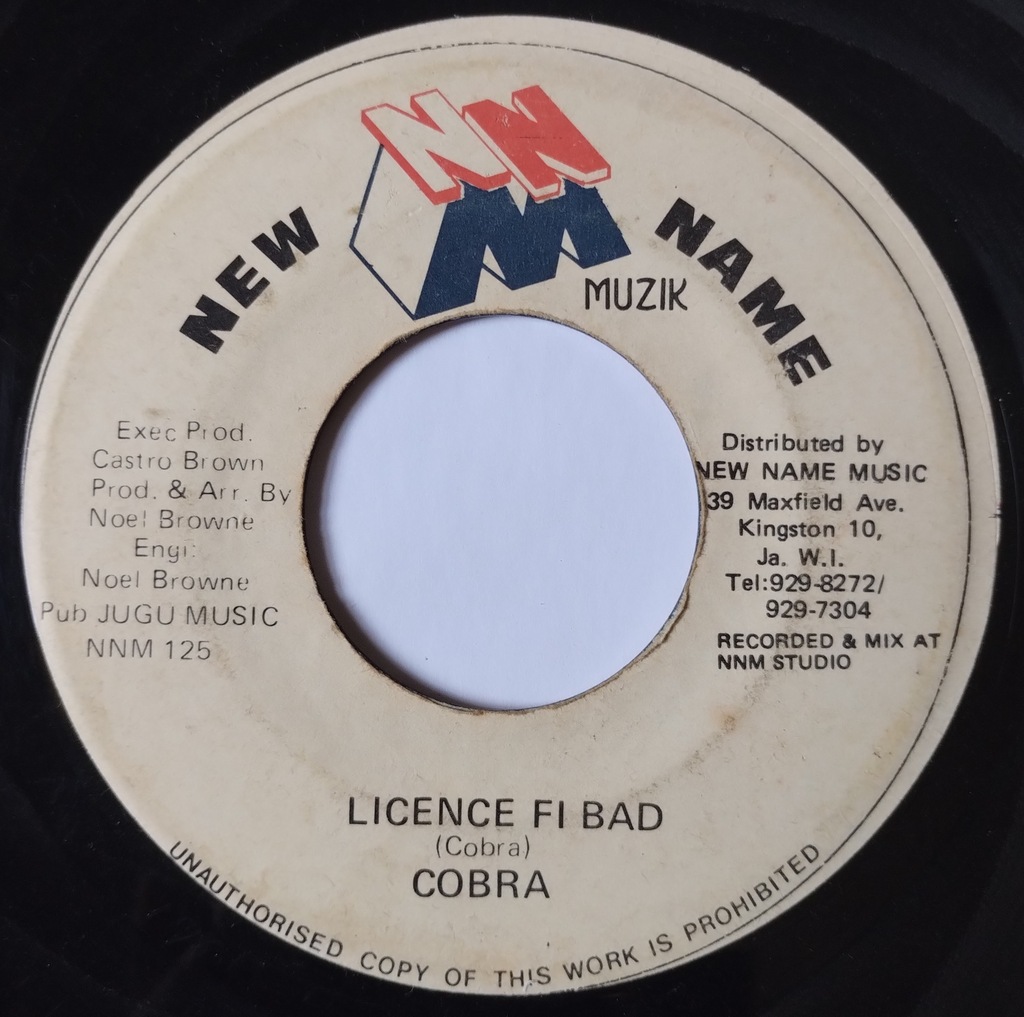 NNM
MUZIK
NEW NAME
Exec Prod.
Castro Brown
Prod. & Arr. By
Noel Browne
Engi:
Noel Browne
Pub JUGU MUSIC
NNM 125
Distributed by
NEW NAME MUSIC
39 Maxfield Ave.
Kingston 10,
Ja. W.I.
Tel:929-8272/
929-7304
RECORDED & MIX AT
NNM STUDIO
LICENCE FI BAD
(Cobra)
COBRA
UNAUTHORISED COPY OF THIS WORK IS PROHIBITED